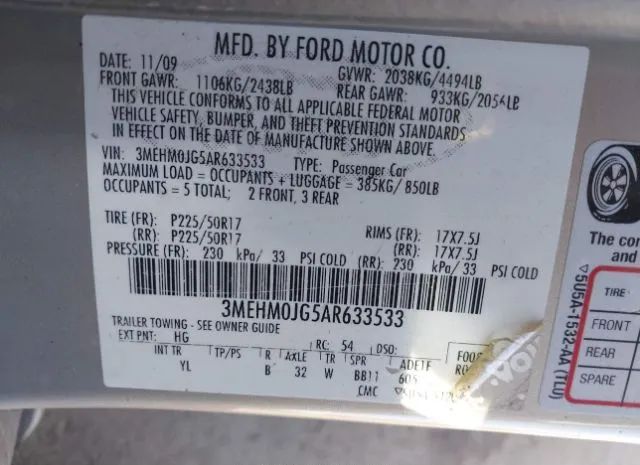 MFD. BY FORD MOTOR CO.
DATE: 11/09 GVWR: 2038KG/4494LB
FRONT GAWR: 1106KG/2438LB REAR GAWR: 933KG/2056LB
THIS VEHICLE CONFORMS TO ALL APPLICABLE FEDERAL MOTOR
VEHICLE SAFETY, BUMPER, AND THEFT PREVENTION STANDARDS
IN EFFECT ON THE DATE OF MANUFACTURE SHOWN ABOVE.
VIN: 3MEHM0JG5AR633533 TYPE: Passenger Car
MAXIMUM LOAD = OCCUPANTS + LUGGAGE = 385KG/ 850LB
OCCUPANTS = 5 TOTAL; 2 FRONT, 3 REAR
TIRE (FR): P225/50R17 RIMS (FR): 17X7.5J
(RR): P225/50R17 (RR): 17X7.5J
PRESSURE (FR): 230 kPa/ 33 PSI COLD (RR): 230 kPa/ 33 PSI COLD
3MEHM0JG5AR633533
TRAILER TOWING - SEE OWNER GUIDE
EXT PNT: HG RC: 54 DSO:
INT TR TP/PS R AXLE TR SPR
YL B 32 W BB11
CMC
The co
and
TIRE
FRONT
REAR
SPARE
5U5A-1532-AA (TLU)